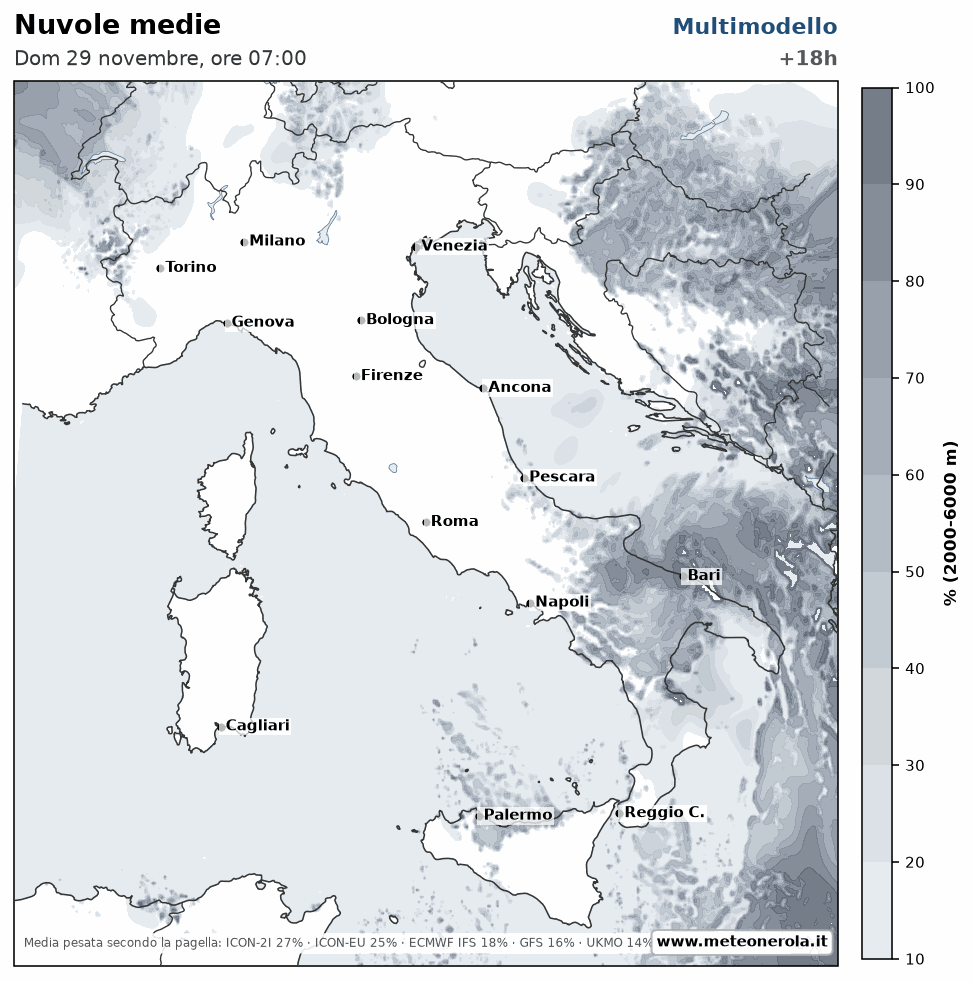 Nuvole medie
Multimodello
Dom 29 novembre, ore 07:00
+18h
100
90
80
70
60
50
40
30
20
10
% (2000-6000 m)
Milano
Venezia
Torino
Genova
Bologna
Firenze
Ancona
Pescara
Roma
Bari
Napoli
Cagliari
Palermo
Reggio C.
Media pesata secondo la pagella: ICON-2I 27% · ICON-EU 25% · ECMWF IFS 18% · GFS 16% · UKMO 14%
www.meteonerola.it